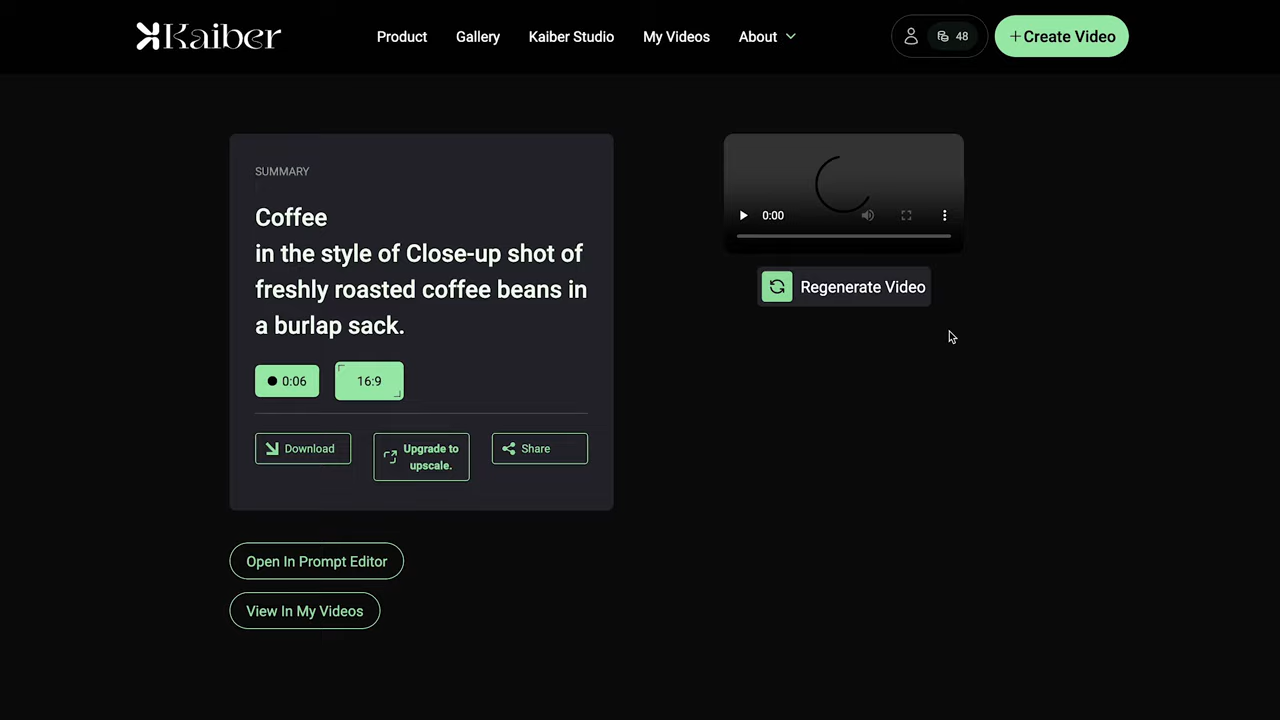 Kaiber
Product
Gallery
Kaiber Studio
My Videos
About
48
+Create Video
SUMMARY
Coffee
in the style of Close-up shot of
freshly roasted coffee beans in
a burlap sack.
0:06
16:9
Download
Upgrade to
upscale.
Share
0:00
Regenerate Video
Open In Prompt Editor
View In My Videos